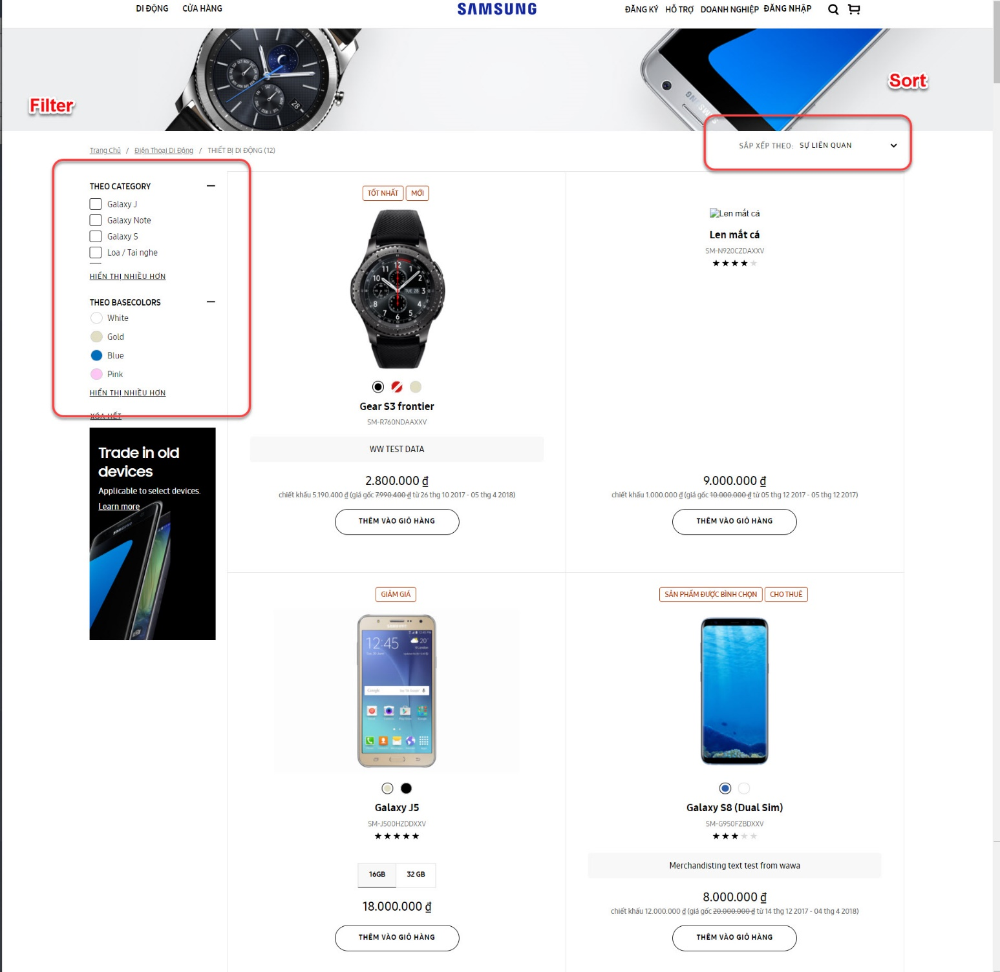 DI ĐỘNG CỬA HÀNG SAMSUNG ĐĂNG KÝ HỖ TRỢ DOANH NGHIỆP ĐĂNG NHẬP
Filter
Sort
Trang Chủ / Điện Thoại Di Động / THIẾT BỊ DI ĐỘNG (12)
SẮP XẾP THEO: SỰ LIÊN QUAN
THEO CATEGORY
Galaxy J
Galaxy Note
Galaxy S
Loa / Tai nghe
HIỂN THỊ NHIỀU HƠN
THEO BASECOLORS
White
Gold
Blue
Pink
HIỂN THỊ NHIỀU HƠN
XÓA HẾT
Trade in old
devices
Applicable to select devices.
Learn more
SAMSUNG
TỐT NHẤT MỚI
Gear S3 frontier
SM-R760NDAAXXV
WW TEST DATA
2.800.000 ₫
chiết khấu 5.190.400 ₫ (giá gốc 7.990.400 ₫ từ 26 thg 10 2017 - 05 thg 4 2018)
THÊM VÀO GIỎ HÀNG
Len mắt cá
Len mắt cá
SM-N920CZDAXXV
9.000.000 ₫
chiết khấu 1.000.000 ₫ (giá gốc 10.000.000 ₫ từ 05 thg 12 2017 - 05 thg 12 2017)
THÊM VÀO GIỎ HÀNG
GIẢM GIÁ
12:45
20°
Google
Galaxy J5
SM-J500HZDDXXV
16GB 32 GB
18.000.000 ₫
THÊM VÀO GIỎ HÀNG
SẢN PHẨM ĐƯỢC BÌNH CHỌN CHO THUÊ
Galaxy S8 (Dual Sim)
SM-G950FZBDXXV
Merchandisting text test from wawa
8.000.000 ₫
chiết khấu 12.000.000 ₫ (giá gốc 20.000.000 ₫ từ 14 thg 12 2017 - 04 thg 4 2018)
THÊM VÀO GIỎ HÀNG